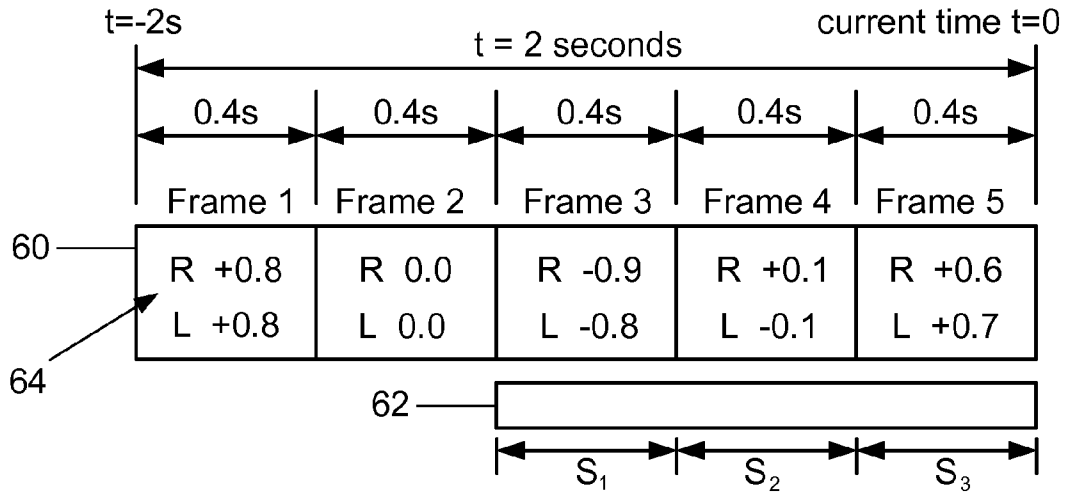 t=-2s
current time t=0
t = 2 seconds
0.4s 0.4s 0.4s 0.4s 0.4s
Frame 1 Frame 2 Frame 3 Frame 4 Frame 5
60
R +0.8 R 0.0 R -0.9 R +0.1 R +0.6
L +0.8 L 0.0 L -0.8 L -0.1 L +0.7
64
62
S₁ S₂ S₃